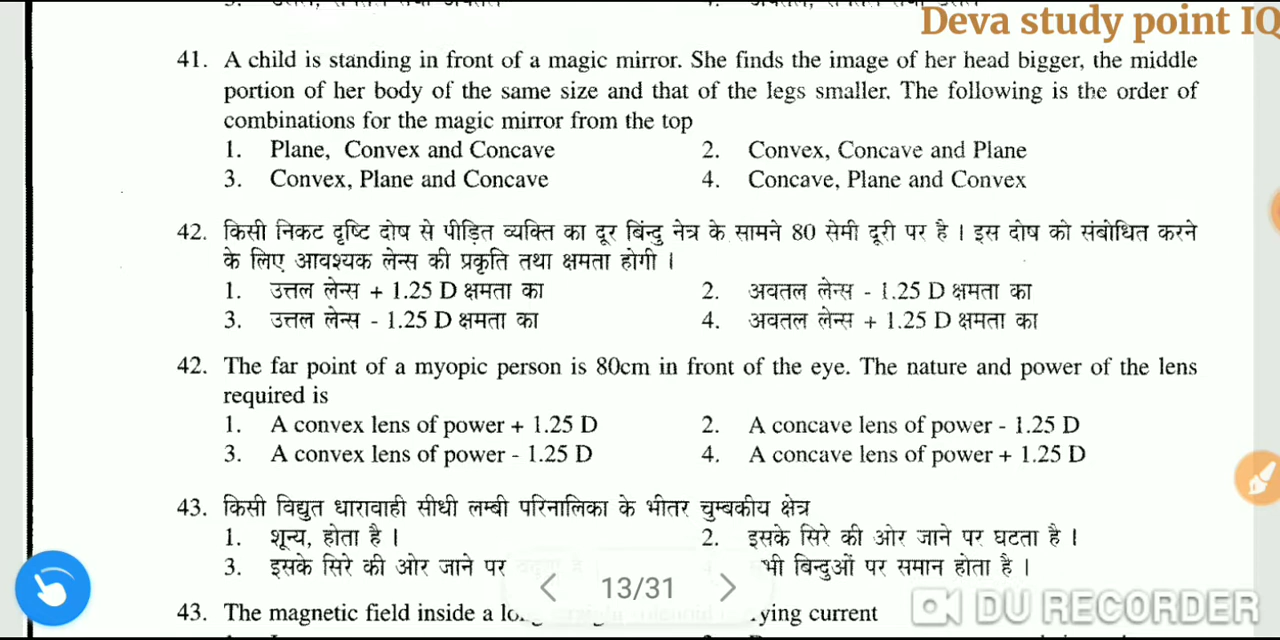 Deva study point IQ
41. A child is standing in front of a magic mirror. She finds the image of her head bigger, the middle
portion of her body of the same size and that of the legs smaller. The following is the order of
combinations for the magic mirror from the top
1. Plane, Convex and Concave 2. Convex, Concave and Plane
3. Convex, Plane and Concave 4. Concave, Plane and Convex
42. किसी निकट दृष्टि दोष से पीड़ित व्यक्ति का दूर बिंन्दु नेत्र के सामने 80 सेमी दूरी पर है । इस दोष को संबोधित करने
के लिए आवश्यक लेन्स की प्रकृति तथा क्षमता होगी ।
1. उत्तल लेन्स + 1.25 D क्षमता का 2. अवतल लेन्स - 1.25 D क्षमता का
3. उत्तल लेन्स - 1.25 D क्षमता का 4. अवतल लेन्स + 1.25 D क्षमता का
42. The far point of a myopic person is 80cm in front of the eye. The nature and power of the lens
required is
1. A convex lens of power + 1.25 D 2. A concave lens of power - 1.25 D
3. A convex lens of power - 1.25 D 4. A concave lens of power + 1.25 D
43. किसी विद्युत धारावाही सीधी लम्बी परिनालिका के भीतर चुम्बकीय क्षेत्र
1. शून्य, होता है । 2. इसके सिरे की ओर जाने पर घटता है ।
3. इसके सिरे की ओर जाने पर भी बिन्दुओं पर समान होता है ।
13/31
43. The magnetic field inside a current
DU RECORDER